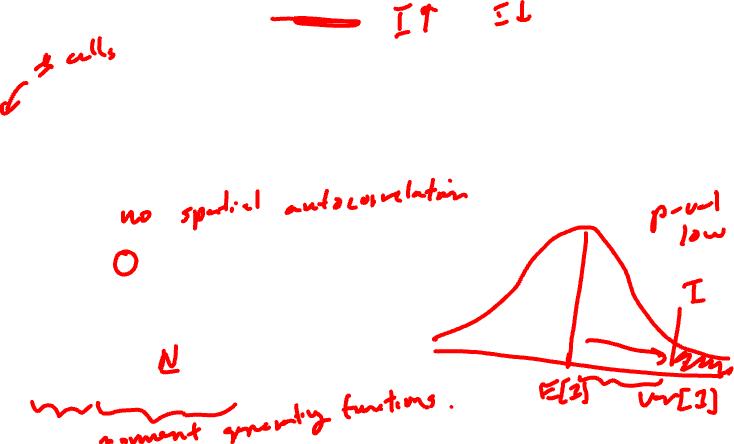 I↑ I↓
# cells
no spatial autocorrelation
p-val
low
I
N
E[I] var[I]
moment generating functions.